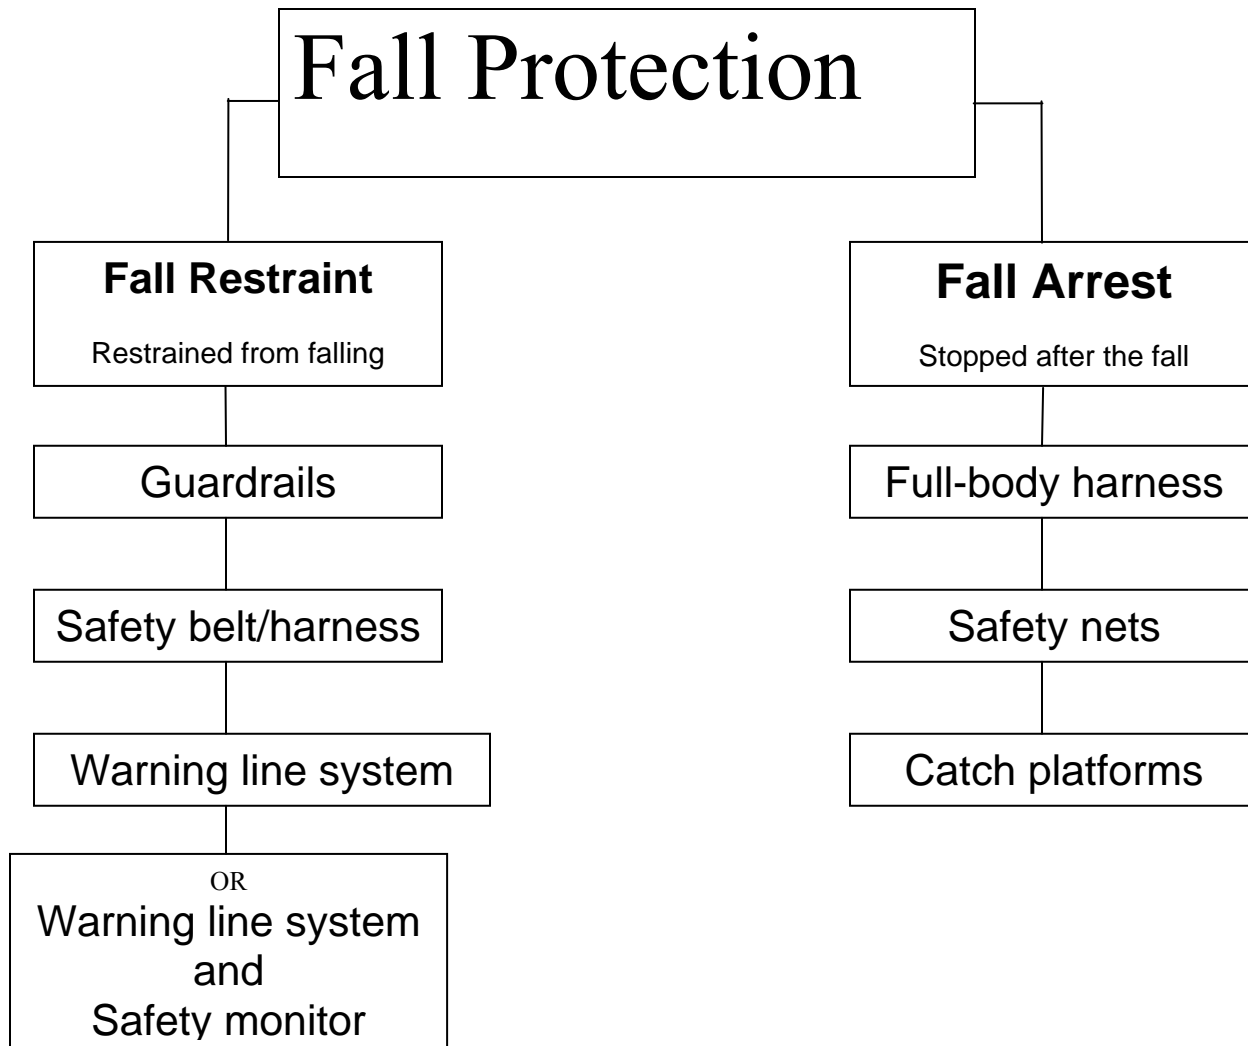 Fall Protection
Fall Restraint
Restrained from falling
Guardrails
Safety belt/harness
Warning line system
OR
Warning line system
and
Safety monitor
Fall Arrest
Stopped after the fall
Full-body harness
Safety nets
Catch platforms